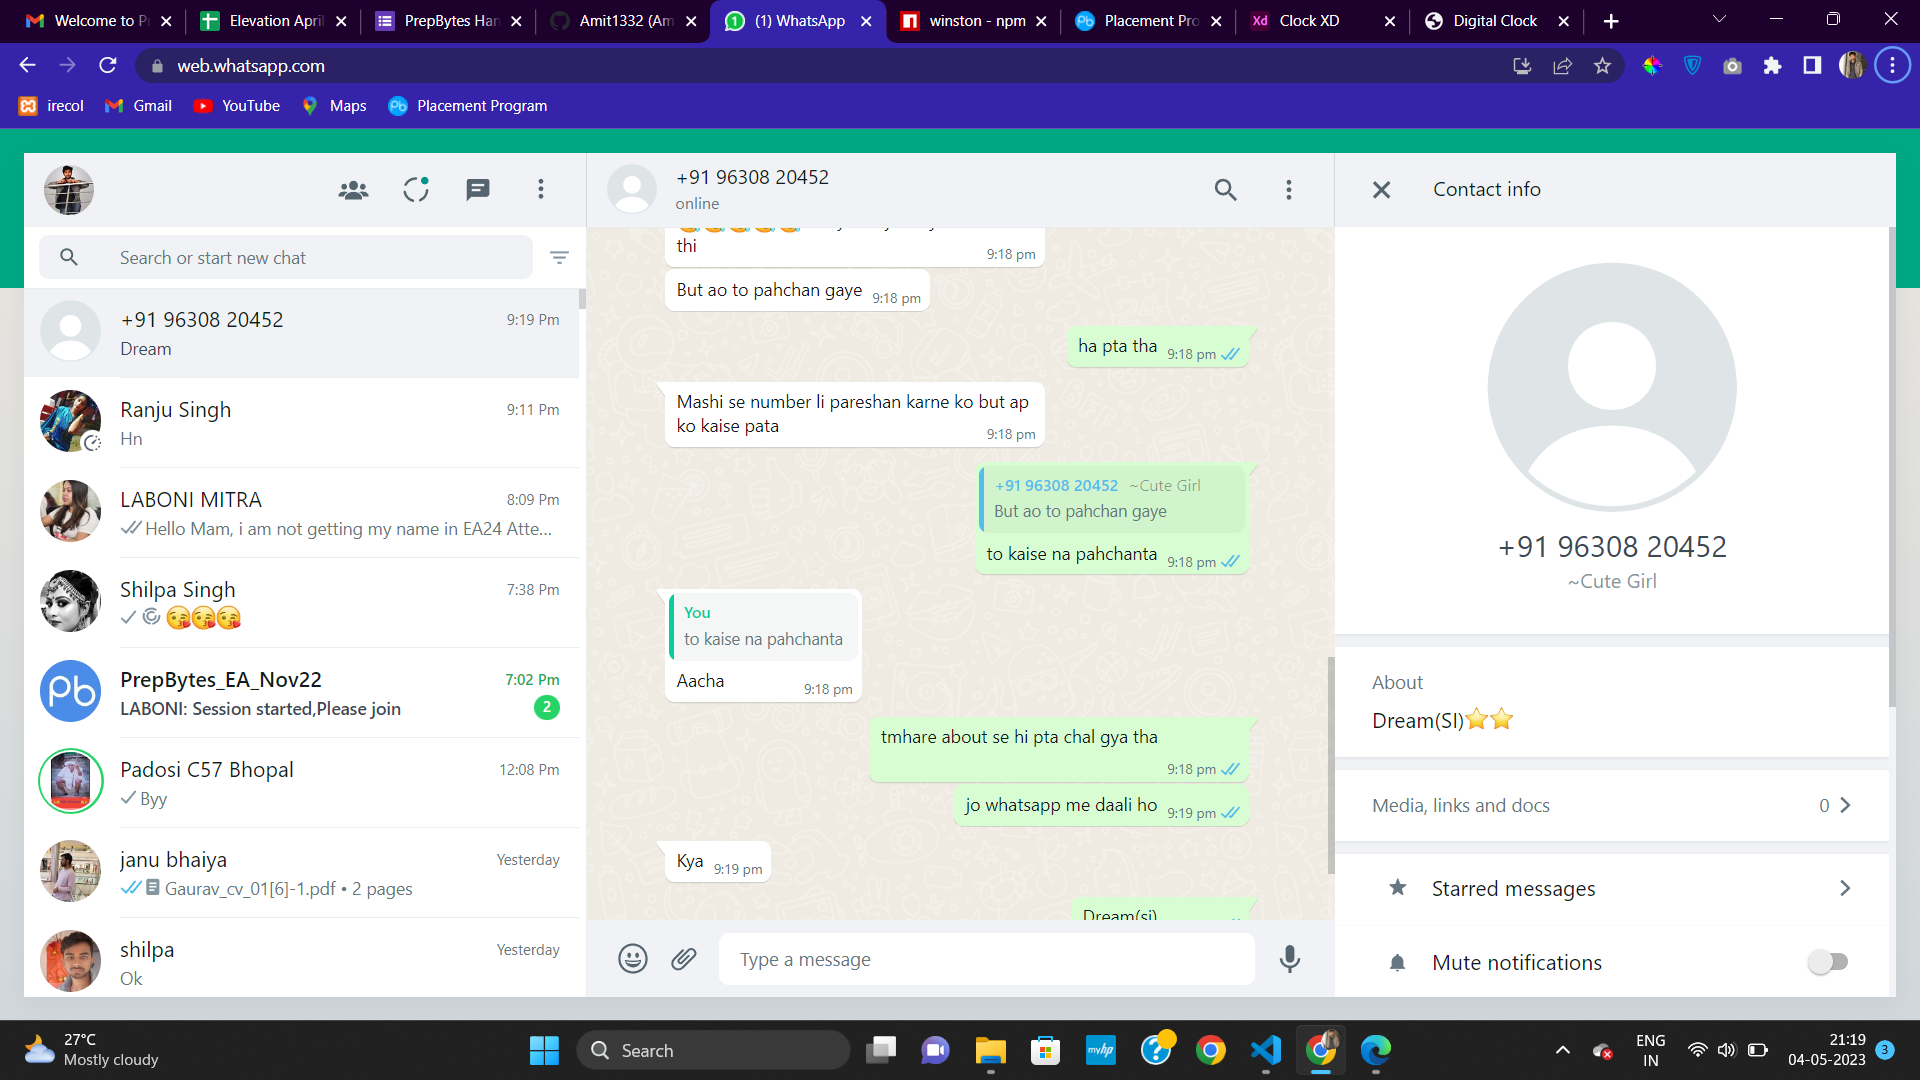 Welcome to P
Elevation April
PrepBytes Han
Amit1332 (Am
(1) WhatsApp
winston - npm
Placement Pro
Xd
Clock XD
Digital Clock
web.whatsapp.com
irecol
Gmail
YouTube
Maps
Pb
Placement Program
+91 96308 20452
online
Contact info
Search or start new chat
+91 96308 20452
9:19 Pm
Dream
Ranju Singh
9:11 Pm
Hn
LABONI MITRA
8:09 Pm
Hello Mam, i am not getting my name in EA24 Atte...
Shilpa Singh
7:38 Pm
😘😘😘
PrepBytes_EA_Nov22
7:02 Pm
LABONI: Session started,Please join
2
Padosi C57 Bhopal
12:08 Pm
Byy
janu bhaiya
Yesterday
Gaurav_cv_01[6]-1.pdf • 2 pages
shilpa
Yesterday
Ok
thi
9:18 pm
But ao to pahchan gaye
9:18 pm
ha pta tha
9:18 pm
Mashi se number li pareshan karne ko but ap
ko kaise pata
9:18 pm
+91 96308 20452 ~Cute Girl
But ao to pahchan gaye
to kaise na pahchanta
9:18 pm
You
to kaise na pahchanta
Aacha
9:18 pm
tmhare about se hi pta chal gya tha
9:18 pm
jo whatsapp me daali ho
9:19 pm
Kya
9:19 pm
Dream(si)
Type a message
+91 96308 20452
~Cute Girl
About
Dream(SI)⭐⭐
Media, links and docs
0
Starred messages
Mute notifications
27°C
Mostly cloudy
Search
myhp
ENG
IN
21:19
04-05-2023
3